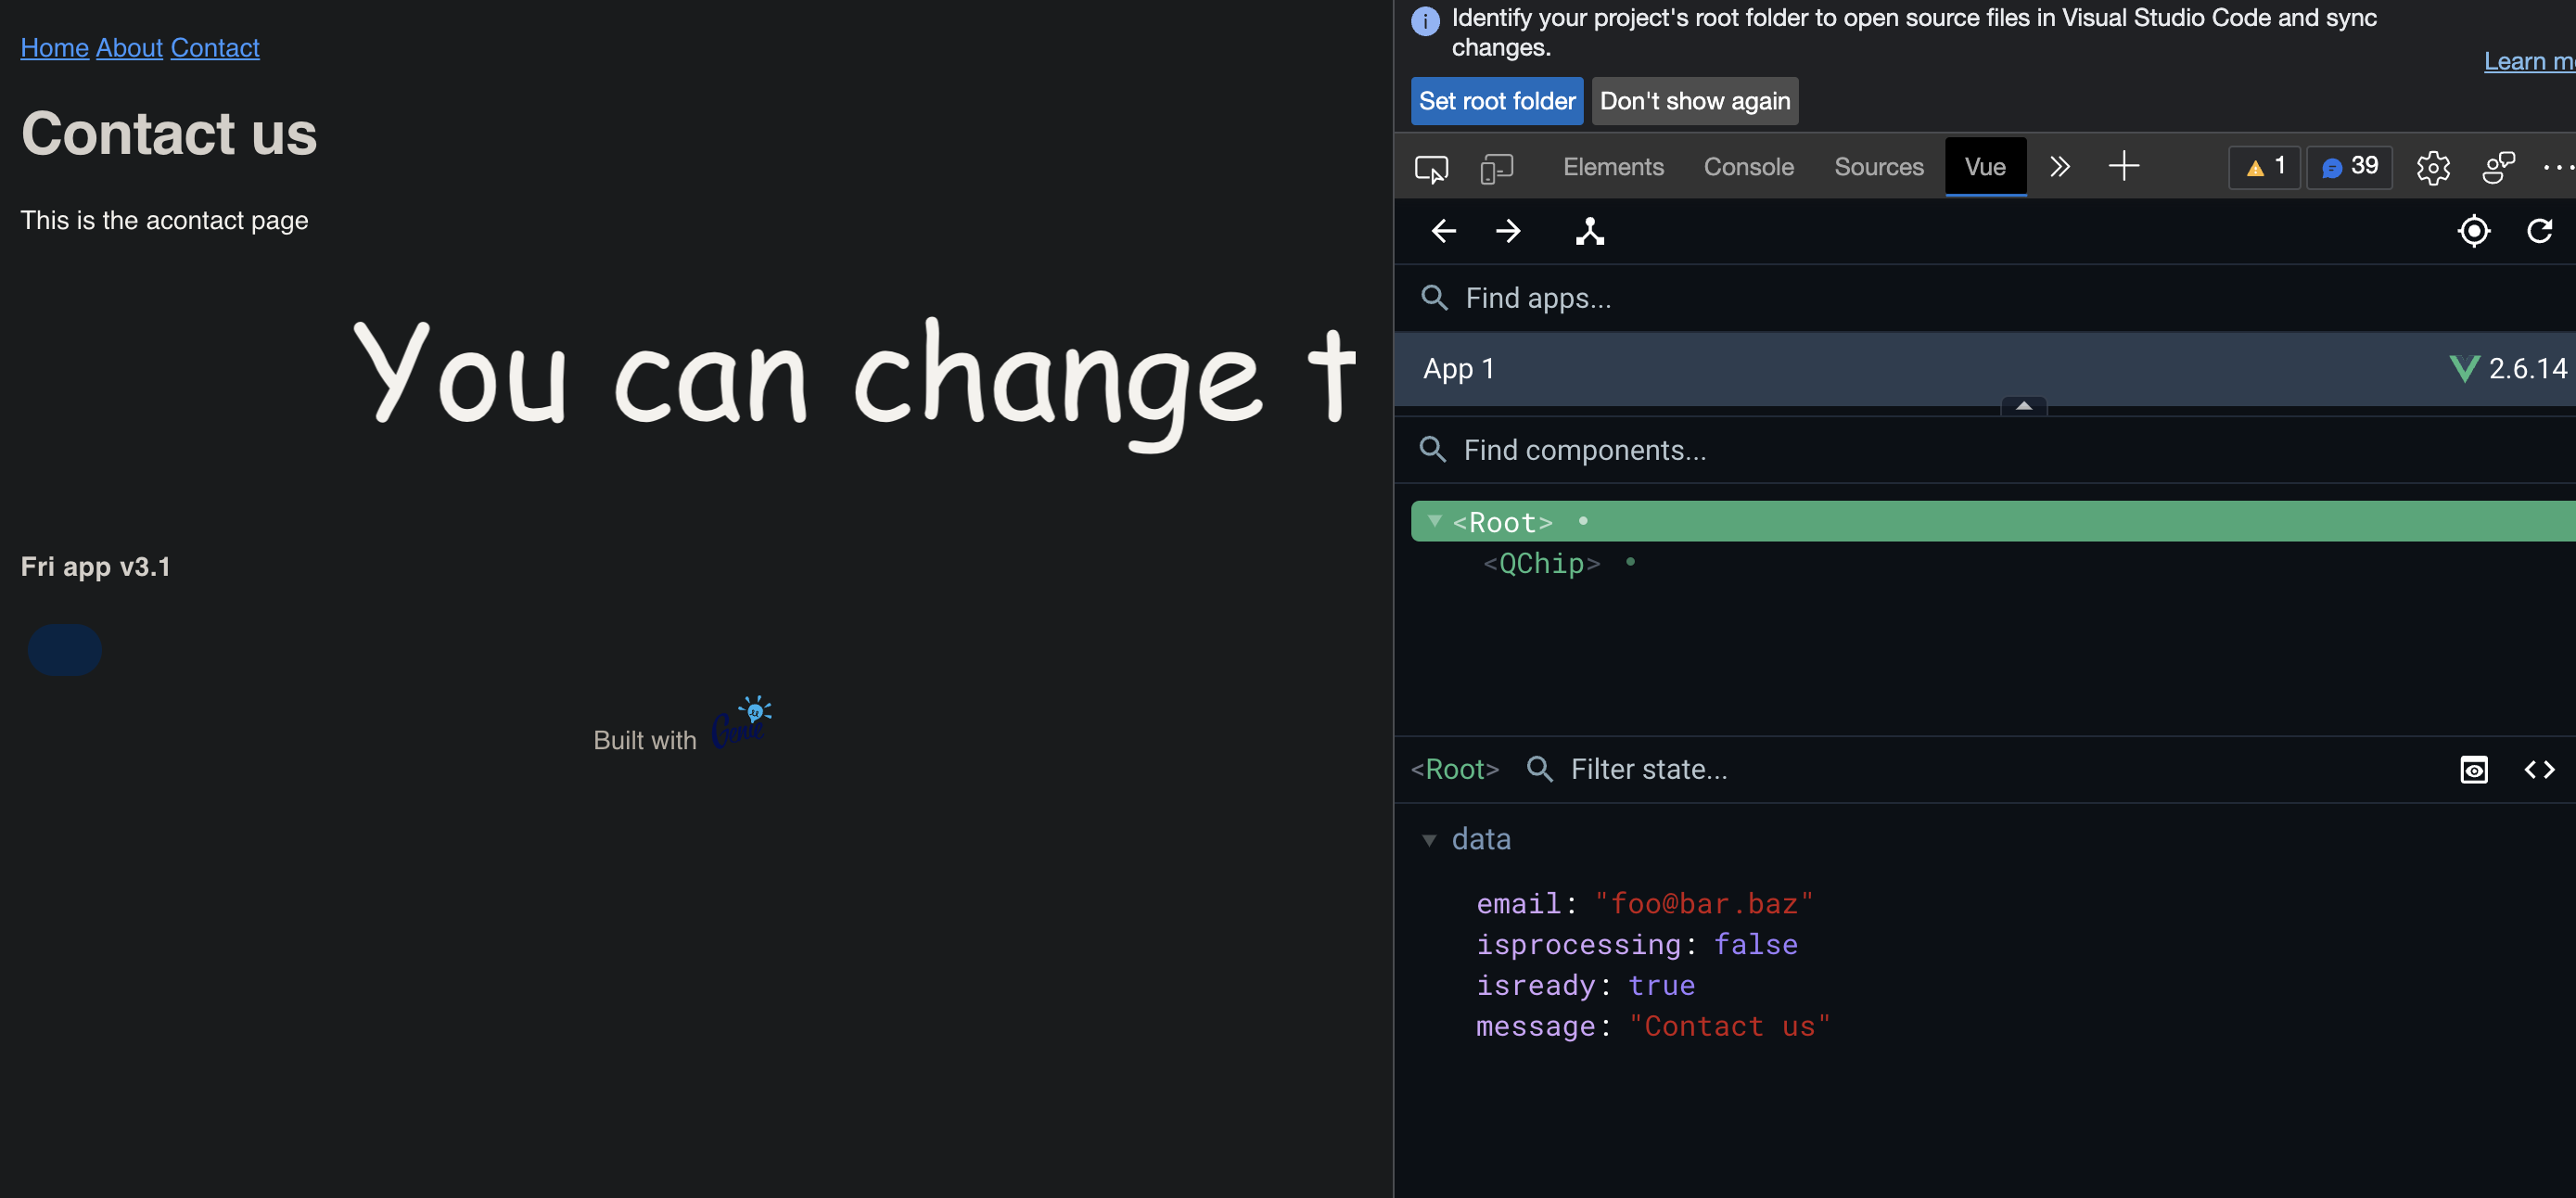 Home About Contact
Contact us
This is the acontact page
You can change t
Fri app v3.1
Built with Genie
Identify your project's root folder to open source files in Visual Studio Code and sync
changes.
Learn m
Set root folder Don't show again
Elements Console Sources Vue 1 39
Find apps...
App 1 2.6.14
Find components...
<Root>
<QChip>
<Root> Filter state...
data
email: "foo@bar.baz"
isprocessing: false
isready: true
message: "Contact us"